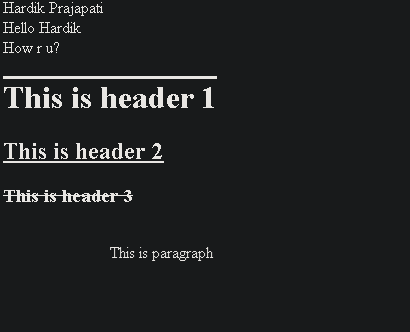 Hardik Prajapati
Hello Hardik
How r u?
This is header 1
This is header 2
This is header 3
This is paragraph